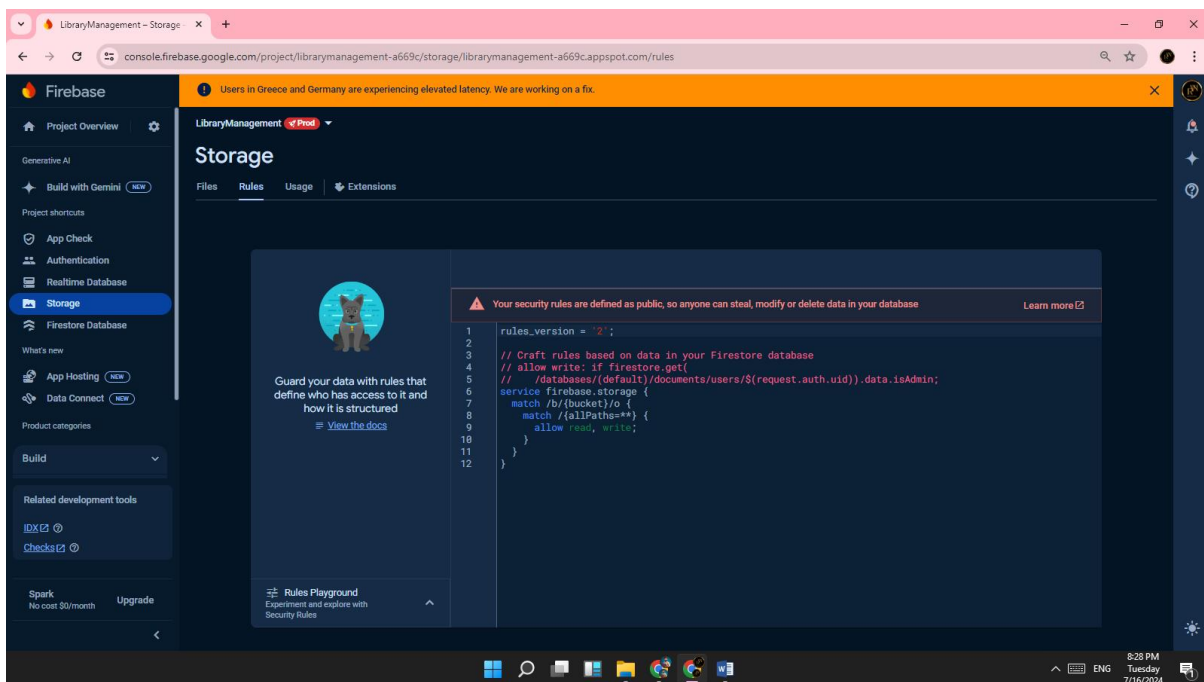 LibraryManagement – Storage -
console.firebase.google.com/project/librarymanagement-a669c/storage/librarymanagement-a669c.appspot.com/rules
Firebase
Users in Greece and Germany are experiencing elevated latency. We are working on a fix.
Project Overview
Generative AI
Build with Gemini NEW
Project shortcuts
App Check
Authentication
Realtime Database
Storage
Firestore Database
What's new
App Hosting NEW
Data Connect NEW
Product categories
Build
Related development tools
IDX
Checks
Spark
No cost $0/month
Upgrade
LibraryManagement Prod
Storage
Files Rules Usage Extensions
Guard your data with rules that
define who has access to it and
how it is structured
View the docs
Rules Playground
Experiment and explore with
Security Rules
Your security rules are defined as public, so anyone can steal, modify or delete data in your database Learn more
1 rules_version = '2';
2
3 // Craft rules based on data in your Firestore database
4 // allow write: if firestore.get(
5 //    /databases/(default)/documents/users/$(request.auth.uid)).data.isAdmin;
6 service firebase.storage {
7   match /b/{bucket}/o {
8     match /{allPaths=**} {
9       allow read, write;
10     }
11   }
12 }
ENG
8:28 PM
Tuesday
7/16/2024